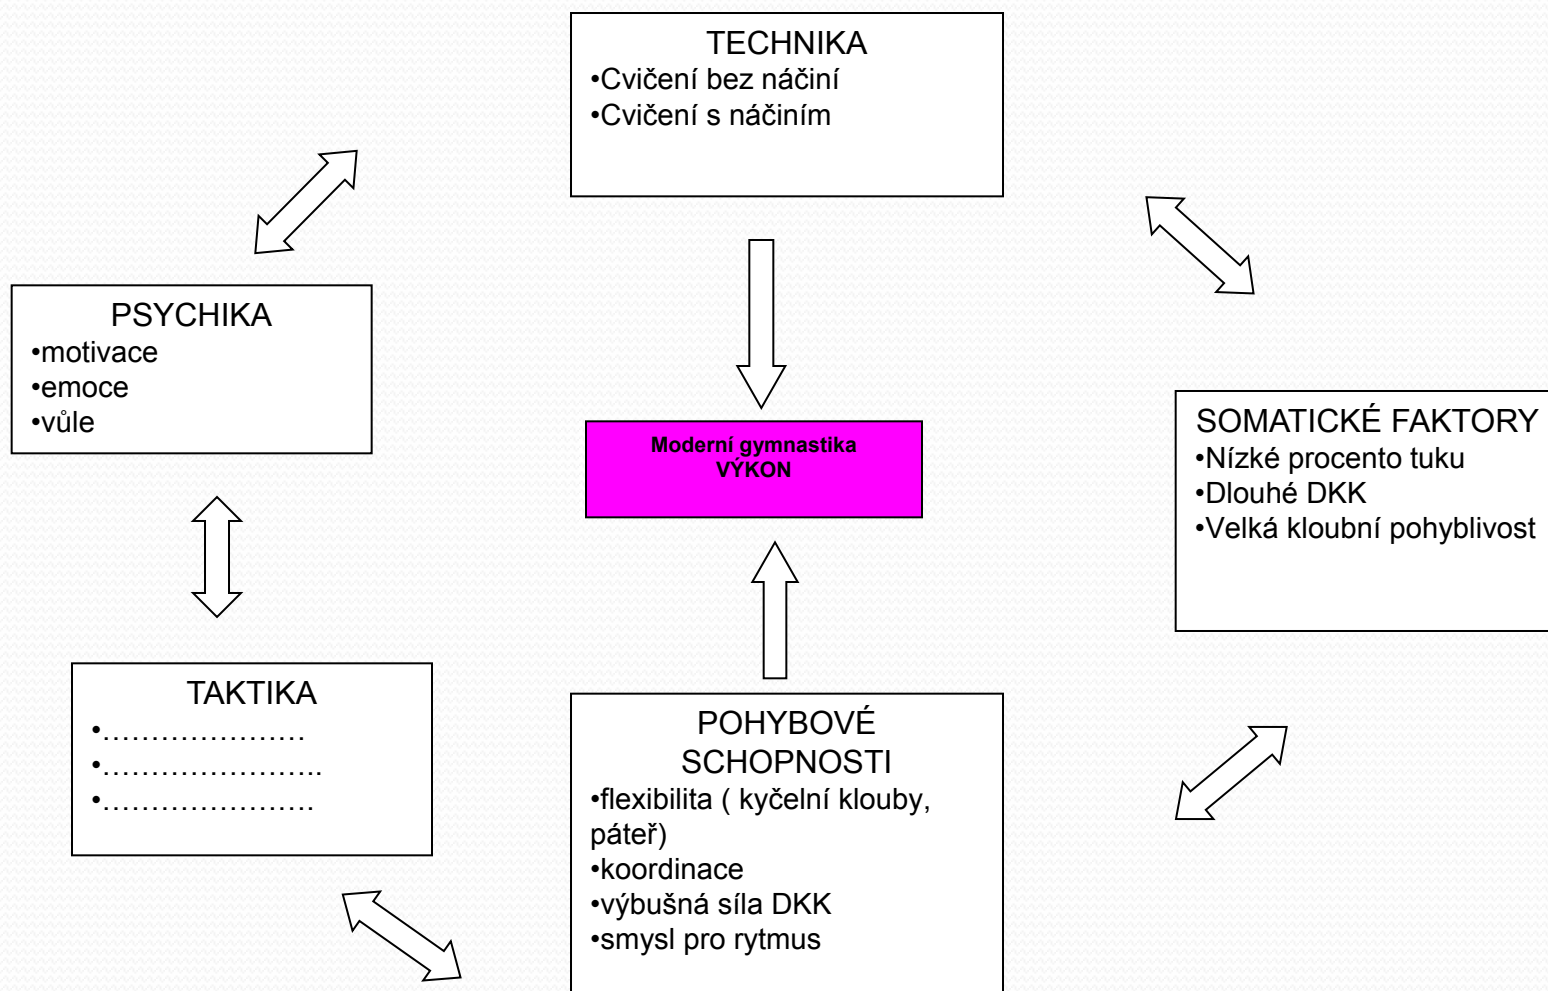 TECHNIKA
•Cvičení bez náčiní
•Cvičení s náčiním
PSYCHIKA
•motivace
•emoce
•vůle
Moderní gymnastika
VÝKON
SOMATICKÉ FAKTORY
•Nízké procento tuku
•Dlouhé DKK
•Velká kloubní pohyblivost
TAKTIKA
•…………………
•…………………..
•………………….
POHYBOVÉ
SCHOPNOSTI
•flexibilita ( kyčelní klouby,
páteř)
•koordinace
•výbušná síla DKK
•smysl pro rytmus